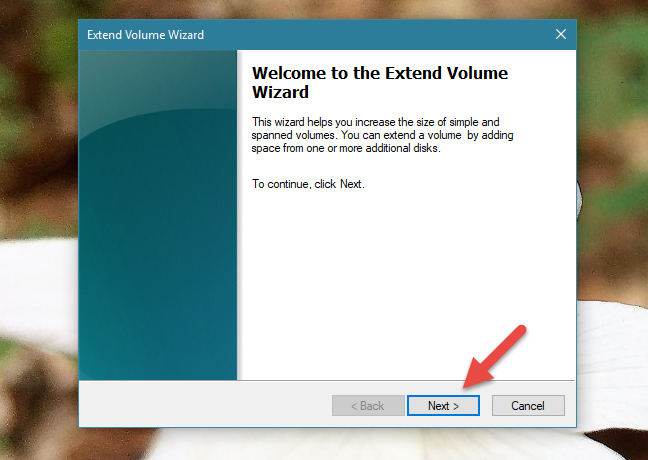 Extend Volume Wizard
Welcome to the Extend Volume
Wizard
This wizard helps you increase the size of simple and
spanned volumes. You can extend a volume  by adding
space from one or more additional disks.
To continue, click Next.
< Back
Next >
Cancel